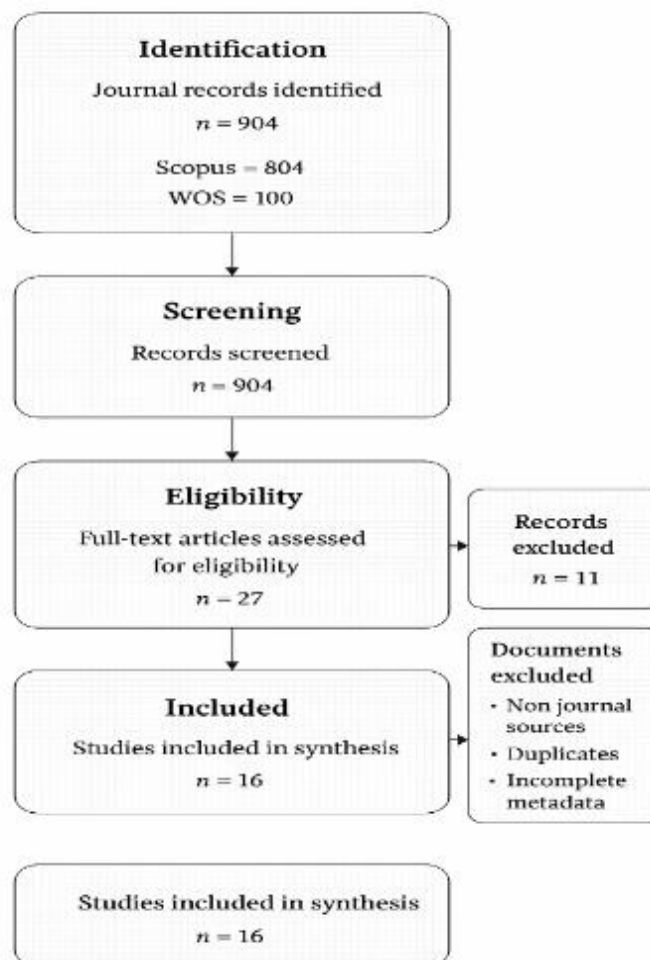 Identification
Journal records identified
n = 904
Scopus = 804
WOS = 100
Screening
Records screened
n = 904
Eligibility
Full-text articles assessed
for eligibility
n – 27
Records
excluded
n = 11
Included
Studies included in synthesis
n = 16
Documents
excluded
• Non journal
sources
• Duplicates
• Incomplete
metadata
Studies included in synthesis
n = 16